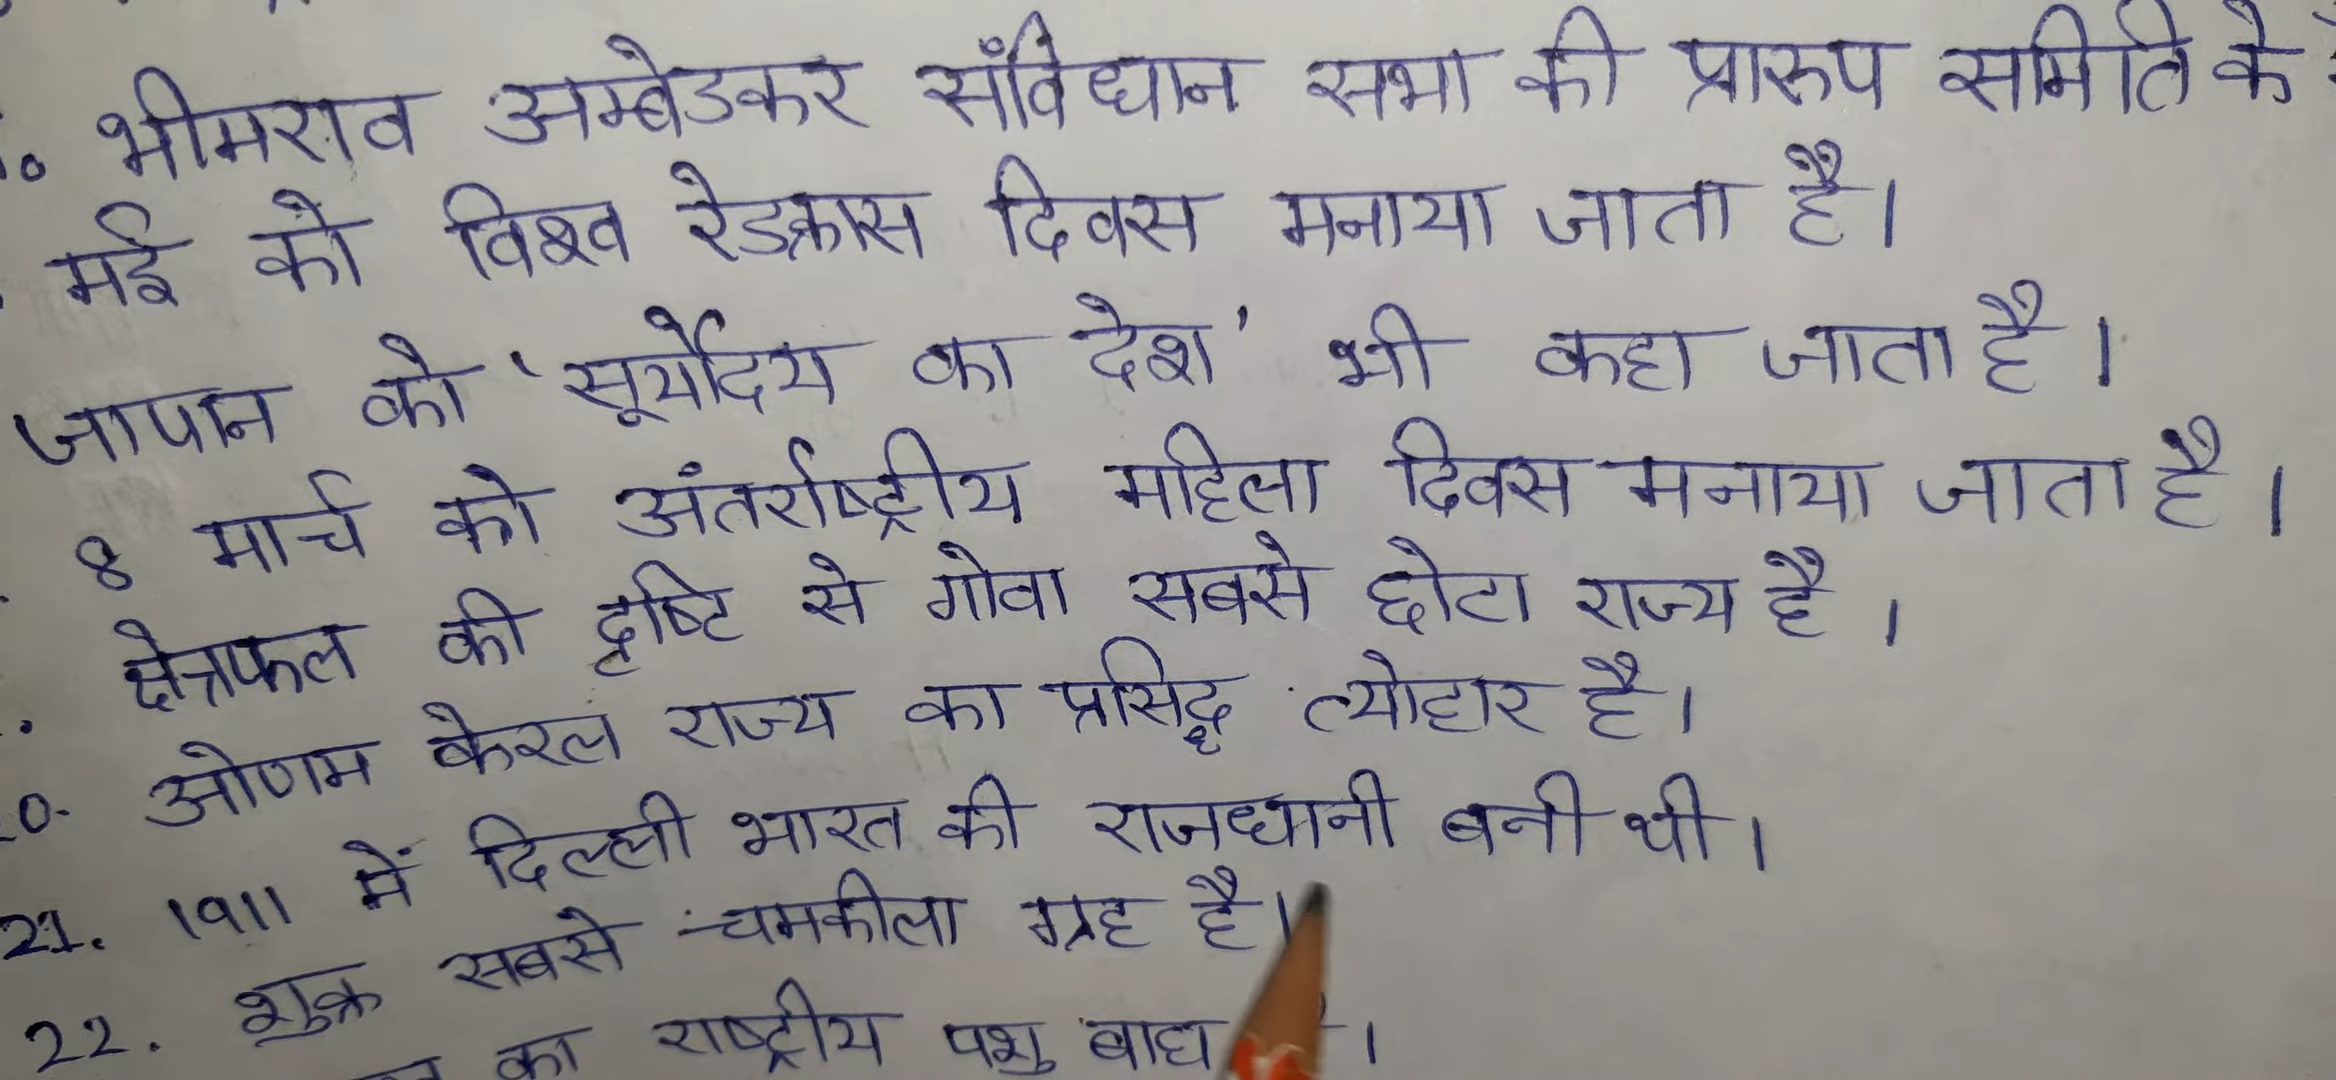 भीमराव अम्बेडकर संविधान सभा की प्रारुप समिति के
मई को विश्व रेडक्रास दिवस मनाया जाता है।
जापान को 'सूर्योदय का देश' भी कहा जाता है।
8 मार्च को अंतर्राष्ट्रीय महिला दिवस मनाया जाता है।
क्षेत्रफल की दृष्टि से गोवा सबसे छोटा राज्य है।
0. ओणम केरल राज्य का प्रसिद्ध त्योहार है।
21. 1911 में दिल्ली भारत की राजधानी बनी थी।
22. शुक्र सबसे चमकीला ग्रह है।
का राष्ट्रीय पशु बाघ